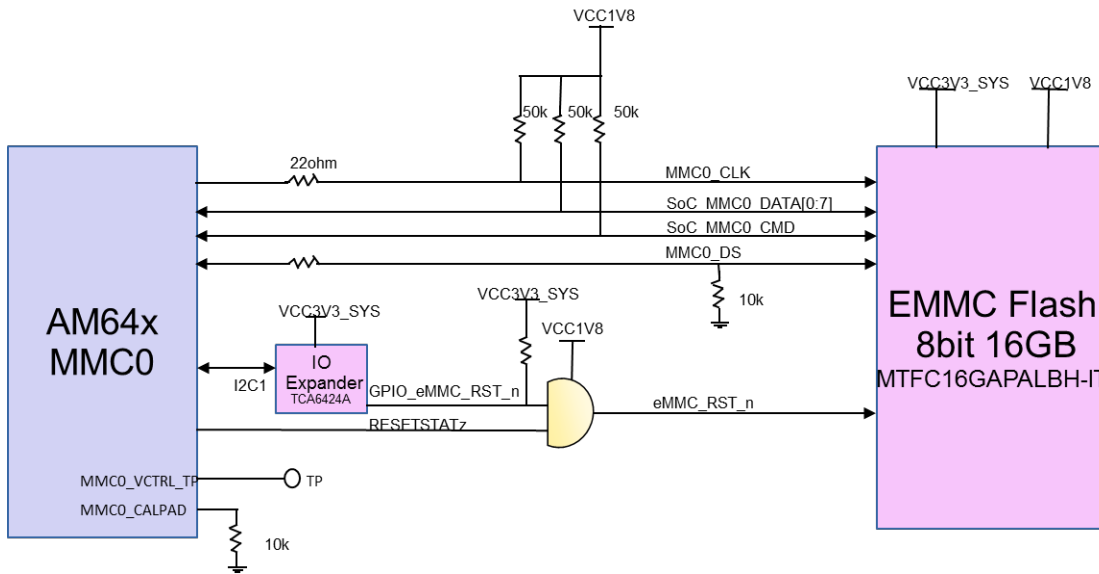 VCC1V8
VCC3V3_SYS
VCC1V8
50k
50k
50k
22ohm
MMC0_CLK
SoC_MMC0_DATA[0:7]
SoC_MMC0_CMD
MMC0_DS
10k
VCC3V3_SYS
VCC3V3_SYS
VCC1V8
AM64x
MMC0
EMMC Flash
8bit 16GB
MTFC16GAPALBH-IT
I2C1
IO
Expander
TCA6424A
GPIO_eMMC_RST_n
eMMC_RST_n
RESETSTATz
MMC0_VCTRL_TP
TP
MMC0_CALPAD
10k